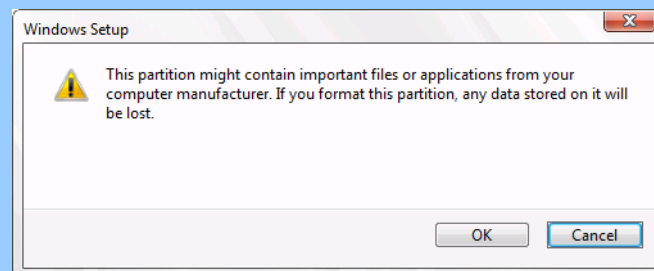 Windows Setup
This partition might contain important files or applications from your
computer manufacturer. If you format this partition, any data stored on it will
be lost.
OK
Cancel